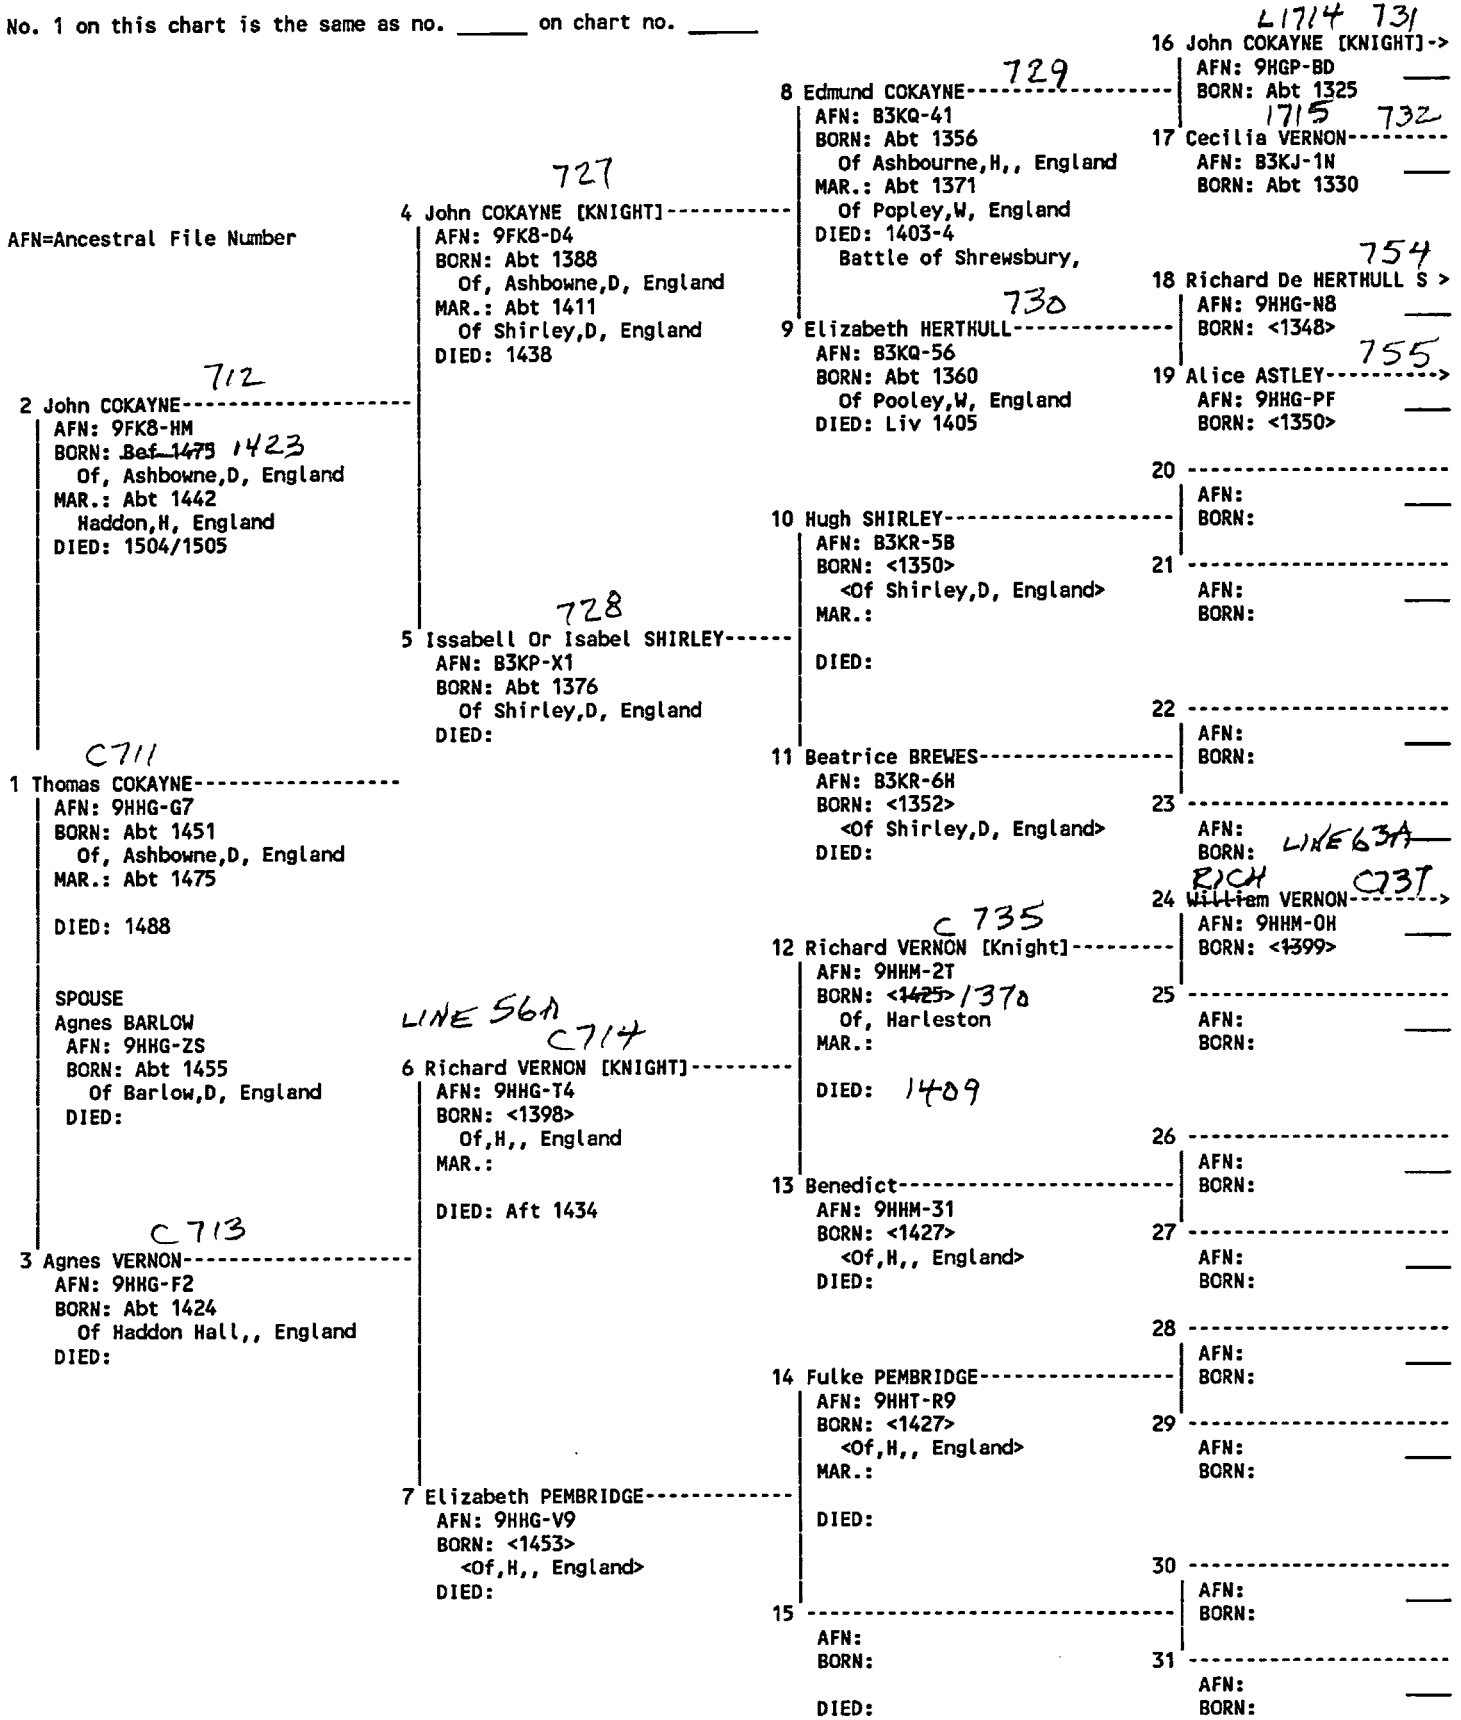 No. 1 on this chart is the same as no. _____ on chart no. _____
AFN=Ancestral File Number
C711
1 Thomas COKAYNE
AFN: 9HHG-G7
BORN: Abt 1451
Of, Ashbowne,D, England
MAR.: Abt 1475
DIED: 1488
SPOUSE
Agnes BARLOW
AFN: 9HHG-ZS
BORN: Abt 1455
Of Barlow,D, England
DIED:
712
2 John COKAYNE
AFN: 9FK8-HM
BORN: Bef 1475 1423
Of, Ashbowne,D, England
MAR.: Abt 1442
Haddon,H, England
DIED: 1504/1505
C 713
3 Agnes VERNON
AFN: 9HHG-F2
BORN: Abt 1424
Of Haddon Hall,, England
DIED:
727
4 John COKAYNE [KNIGHT]
AFN: 9FK8-D4
BORN: Abt 1388
Of, Ashbowne,D, England
MAR.: Abt 1411
Of Shirley,D, England
DIED: 1438
728
5 Issabell Or Isabel SHIRLEY
AFN: B3KP-X1
BORN: Abt 1376
Of Shirley,D, England
DIED:
LINE 56A
C714
6 Richard VERNON [KNIGHT]
AFN: 9HHG-T4
BORN: <1398>
Of,H,, England
MAR.:
DIED: Aft 1434
7 Elizabeth PEMBRIDGE
AFN: 9HHG-V9
BORN: <1453>
<Of,H,, England>
DIED:
729
8 Edmund COKAYNE
AFN: B3KQ-41
BORN: Abt 1356
Of Ashbourne,H,, England
MAR.: Abt 1371
Of Popley,W, England
DIED: 1403-4
Battle of Shrewsbury,
730
9 Elizabeth HERTHULL
AFN: B3KQ-56
BORN: Abt 1360
Of Pooley,W, England
DIED: Liv 1405
10 Hugh SHIRLEY
AFN: B3KR-5B
BORN: <1350>
<Of Shirley,D, England>
MAR.:
DIED:
11 Beatrice BREWES
AFN: B3KR-6H
BORN: <1352>
<Of Shirley,D, England>
DIED:
C 735
12 Richard VERNON [Knight]
AFN: 9HHM-2T
BORN: <1425> 1370
Of, Harleston
MAR.:
DIED: 1409
13 Benedict
AFN: 9HHM-31
BORN: <1427>
<Of,H,, England>
DIED:
14 Fulke PEMBRIDGE
AFN: 9HHT-R9
BORN: <1427>
<Of,H,, England>
MAR.:
DIED:
15
AFN:
BORN:
DIED:
L1714 731
16 John COKAYNE [KNIGHT]->
AFN: 9HGP-BD
BORN: Abt 1325
1715 732
17 Cecilia VERNON
AFN: B3KJ-1N
BORN: Abt 1330
754
18 Richard De HERTHULL S >
AFN: 9HHG-N8
BORN: <1348>
755
19 Alice ASTLEY>
AFN: 9HHG-PF
BORN: <1350>
20
AFN:
BORN:
21
AFN:
BORN:
22
AFN:
BORN:
23
AFN:
BORN: LINE 63A
RICH C737
24 William VERNON>
AFN: 9HHM-0H
BORN: <1399>
25
AFN:
BORN:
26
AFN:
BORN:
27
AFN:
BORN:
28
AFN:
BORN:
29
AFN:
BORN:
30
AFN:
BORN:
31
AFN:
BORN: